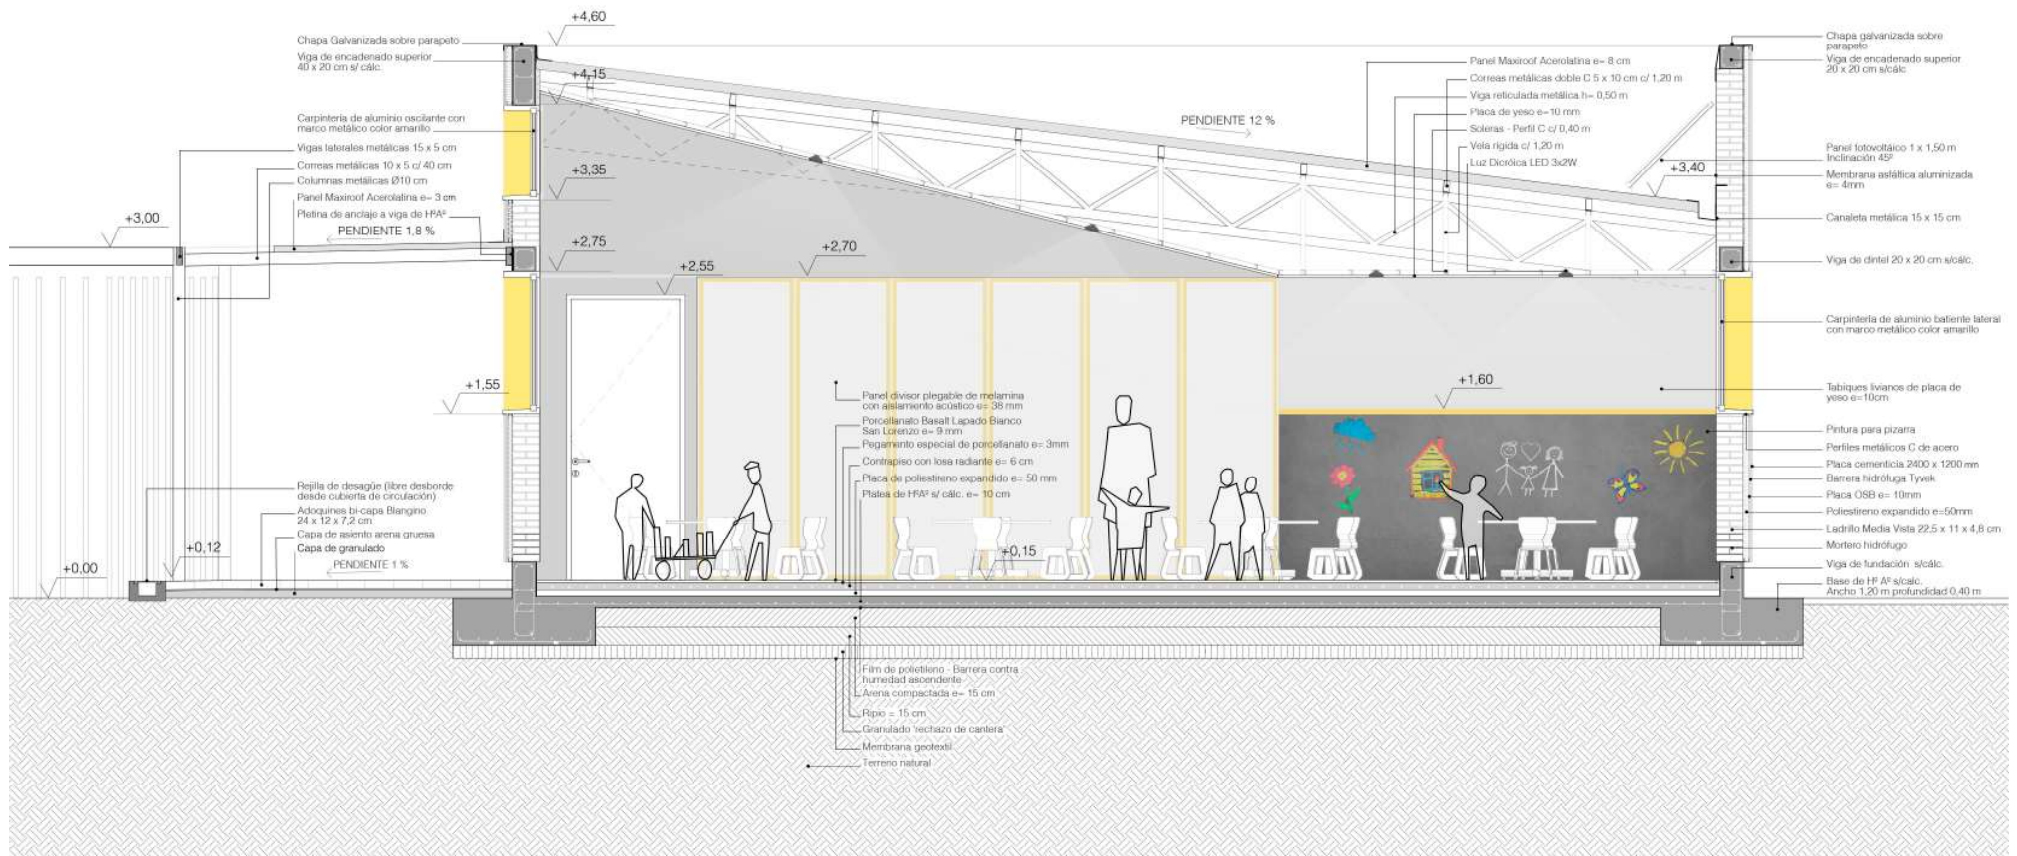 +4,60
Chapa Galvanizada sobre parapeto
Viga de encadenado superior
40 x 20 cm s/ cálc.
+4,15
Carpintería de aluminio oscilante con
marco metálico color amarillo
Vigas laterales metálicas 15 x 5 cm
Correas metálicas 10 x 5 c/ 40 cm
Columnas metálicas Ø10 cm
Panel Maxiroof Acerolatina e= 3 cm
Pletina de anclaje a viga de HºAº
PENDIENTE 1,8 %
+3,00
+3,35
+2,75
+2,55
+2,70
+1,55
PENDIENTE 12 %
Panel Maxiroof Acerolatina e= 8 cm
Correas metálicas doble C 5 x 10 cm c/ 1,20 m
Viga reticulada metálica h= 0,50 m
Placa de yeso e=10 mm
Soleras - Perfil C c/ 0,40 m
Vela rígida c/ 1,20 m
Luz Dicróica LED 3x2W
+3,40
Chapa galvanizada sobre
parapeto
Viga de encadenado superior
20 x 20 cm s/cálc
Panel fotovoltáico 1 x 1,50 m
Inclinación 45º
Membrana asfáltica aluminizada
e= 4mm
Canaleta metálica 15 x 15 cm
Viga de dintel 20 x 20 cm s/cálc.
Carpintería de aluminio batiente lateral
con marco metálico color amarillo
Tabiques livianos de placa de
yeso e=10cm
Pintura para pizarra
Perfiles metálicos C de acero
Placa cementicia 2400 x 1200 mm
Barrera hidrófuga Tyvek
Placa OSB e= 10mm
Poliestireno expandido e=50mm
Ladrillo Media Vista 22,5 x 11 x 4,8 cm
Mortero hidrófugo
Viga de fundación s/cálc.
Base de Hº Aº s/calc.
Ancho 1,20 m profundidad 0,40 m
+1,60
Panel divisor plegable de melamina
con aislamiento acústico e= 38 mm
Porcellanato Basalt Lapado Bianco
San Lorenzo e= 9 mm
Pegamento especial de porcellanato e= 3mm
Contrapiso con losa radiante e= 6 cm
Placa de poliestireno expandido e= 50 mm
Platea de HºAº s/ cálc. e= 10 cm
+0,15
Rejilla de desagüe (libre desborde
desde cubierta de circulación)
Adoquines bi-capa Blangino
24 x 12 x 7,2 cm
Capa de asiento arena gruesa
Capa de granulado
PENDIENTE 1 %
+0,12
+0,00
Film de polietileno - Barrera contra
humedad ascendente
Arena compactada e= 15 cm
Ripio = 15 cm
Granulado 'rechazo de cantera'
Membrana geotextil
Terreno natural